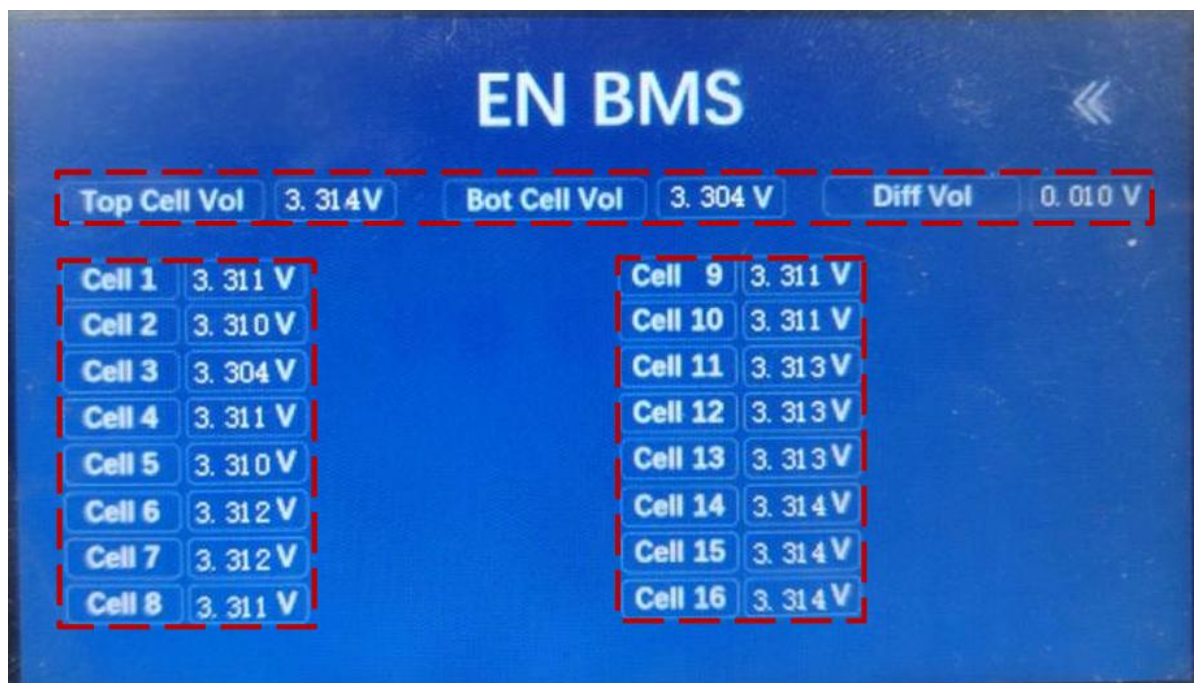 EN BMS
Top Cell Vol 3. 314 V Bot Cell Vol 3. 304 V Diff Vol 0. 010 V
Cell 1 3. 311 V Cell 9 3. 311 V
Cell 2 3. 310 V Cell 10 3. 311 V
Cell 3 3. 304 V Cell 11 3. 313 V
Cell 4 3. 311 V Cell 12 3. 313 V
Cell 5 3. 310 V Cell 13 3. 313 V
Cell 6 3. 312 V Cell 14 3. 314 V
Cell 7 3. 312 V Cell 15 3. 314 V
Cell 8 3. 311 V Cell 16 3. 314 V